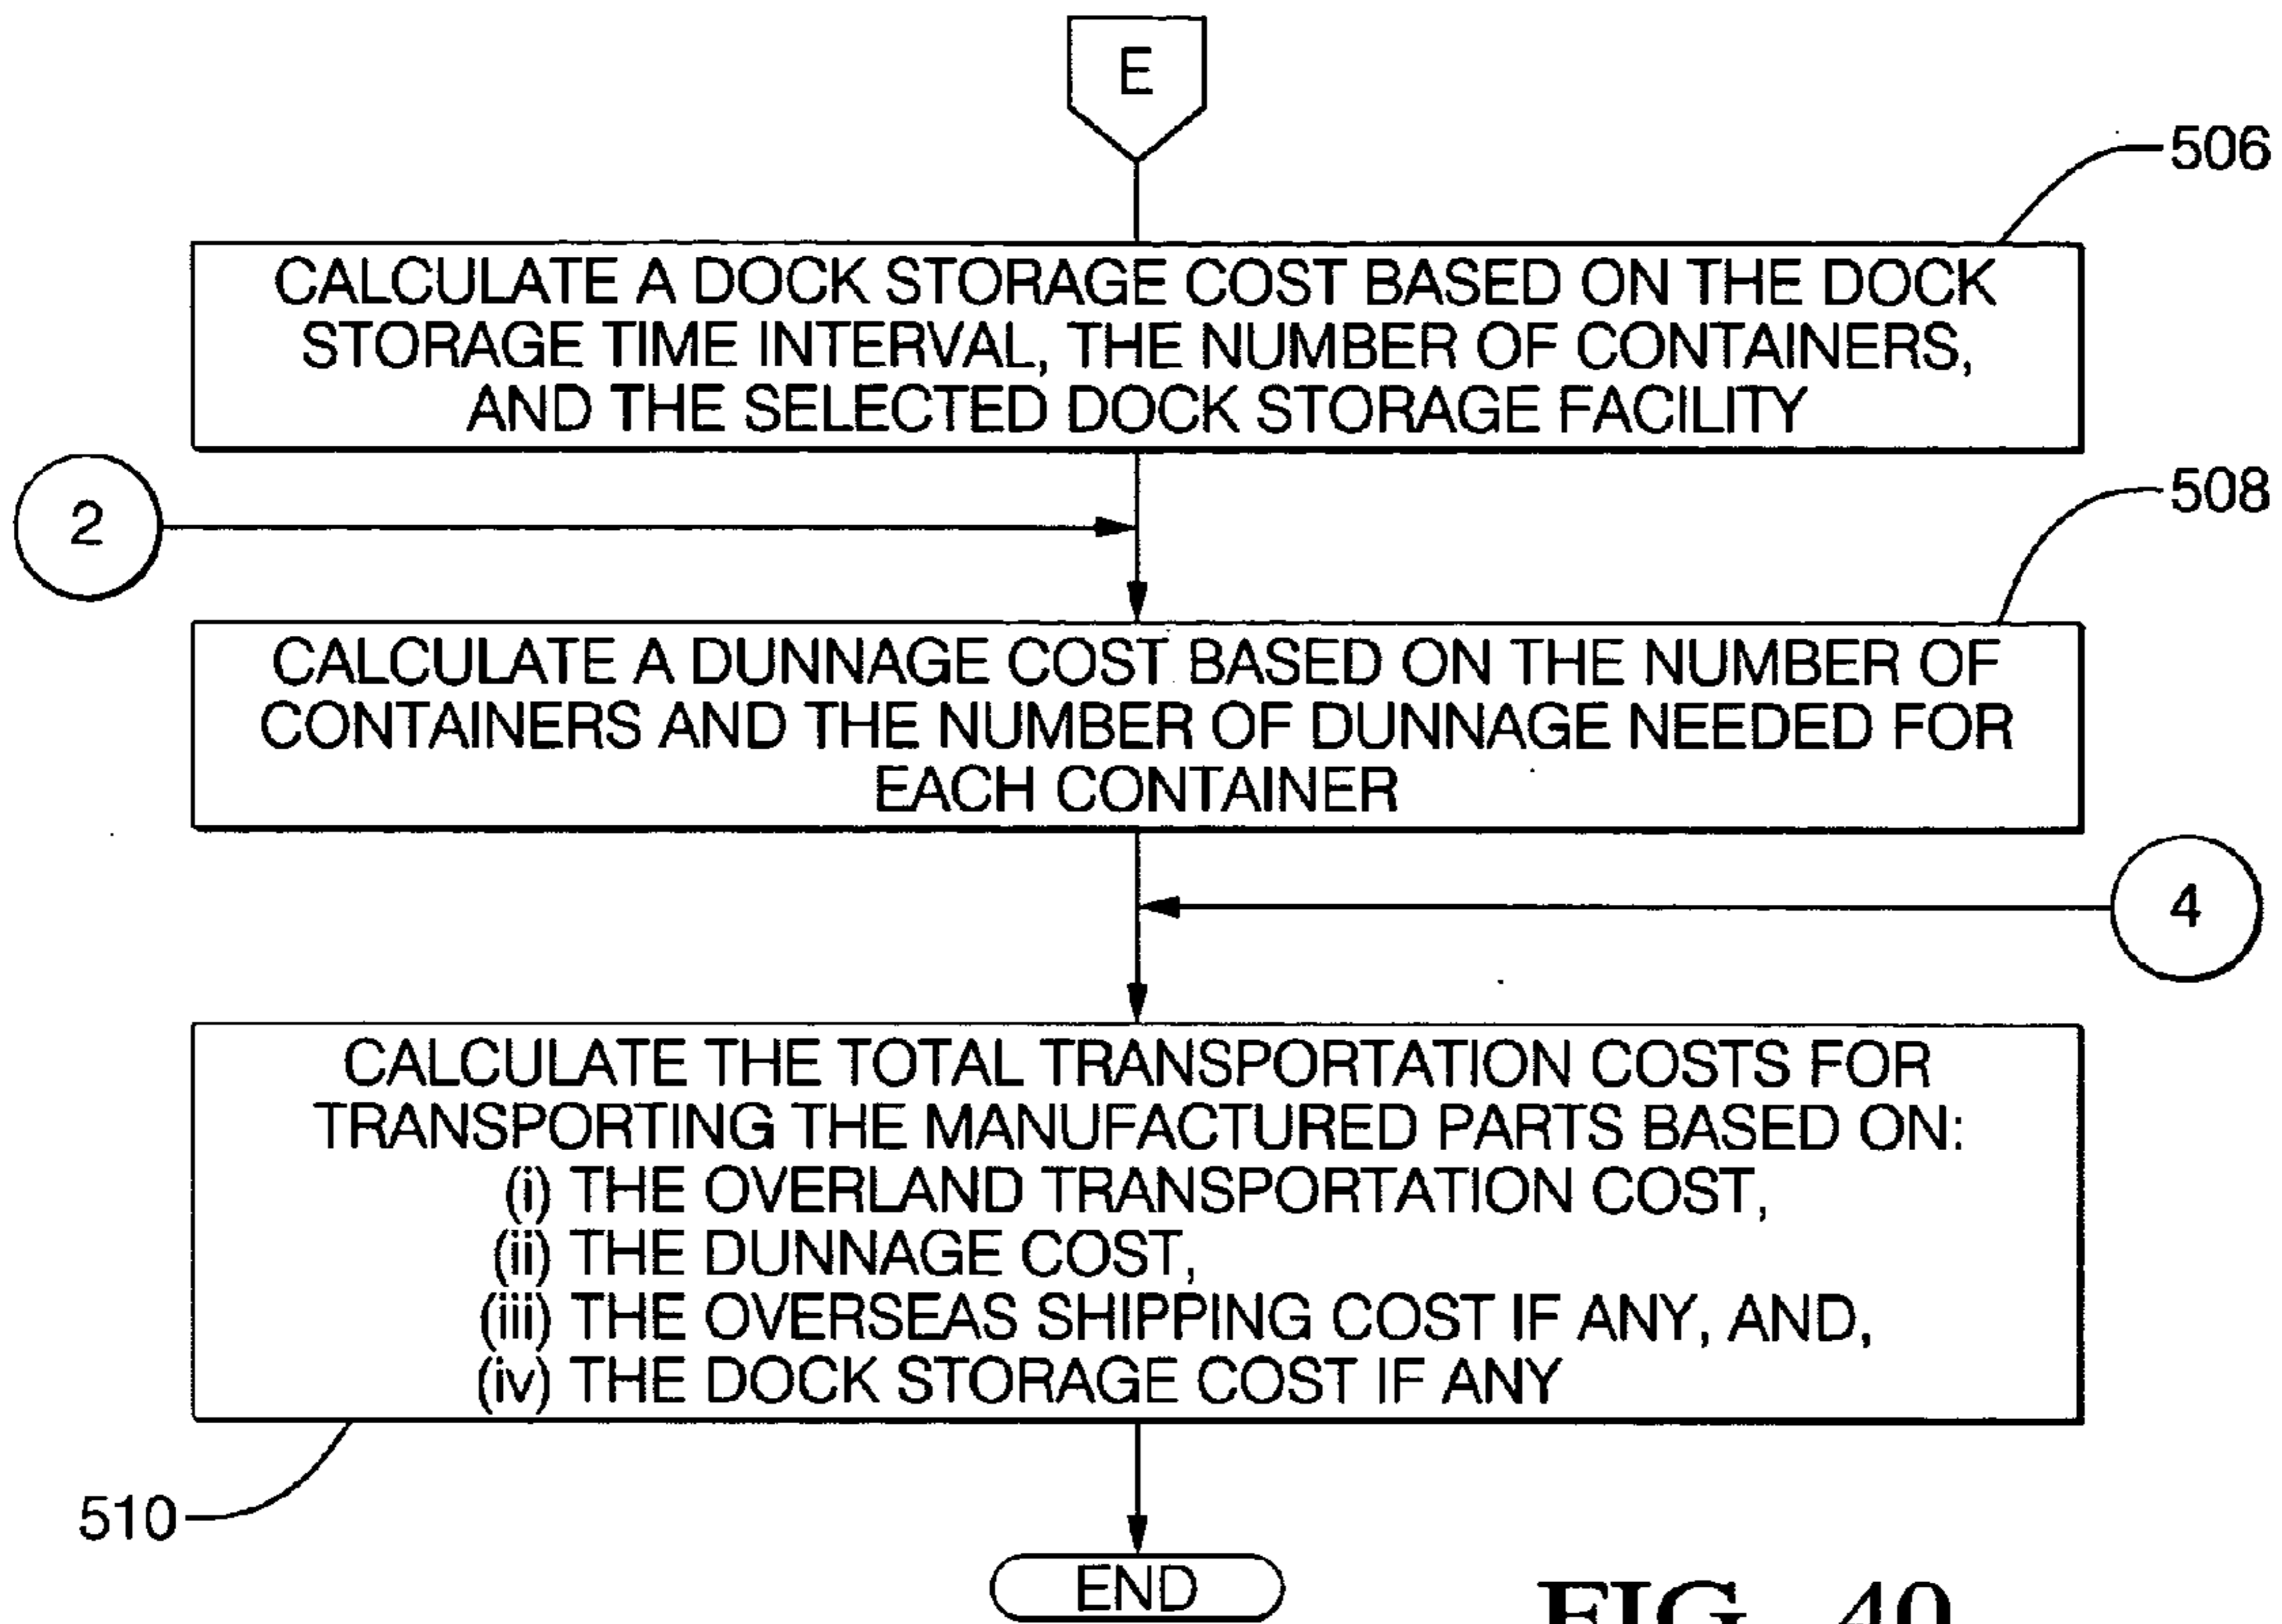 E
506
CALCULATE A DOCK STORAGE COST BASED ON THE DOCK
STORAGE TIME INTERVAL, THE NUMBER OF CONTAINERS,
AND THE SELECTED DOCK STORAGE FACILITY
2
508
CALCULATE A DUNNAGE COST BASED ON THE NUMBER OF
CONTAINERS AND THE NUMBER OF DUNNAGE NEEDED FOR
EACH CONTAINER
4
CALCULATE THE TOTAL TRANSPORTATION COSTS FOR
TRANSPORTING THE MANUFACTURED PARTS BASED ON:
(i) THE OVERLAND TRANSPORTATION COST,
(ii) THE DUNNAGE COST,
(iii) THE OVERSEAS SHIPPING COST IF ANY, AND,
(iv) THE DOCK STORAGE COST IF ANY
510
END
FIG. 40